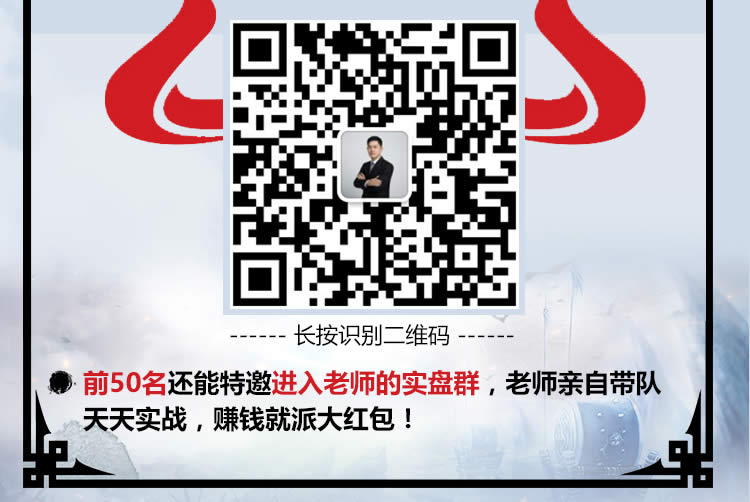 ------ 长按识别二维码 ------
前50名还能特邀进入老师的实盘群，老师亲自带队
天天实战，赚钱就派大红包！